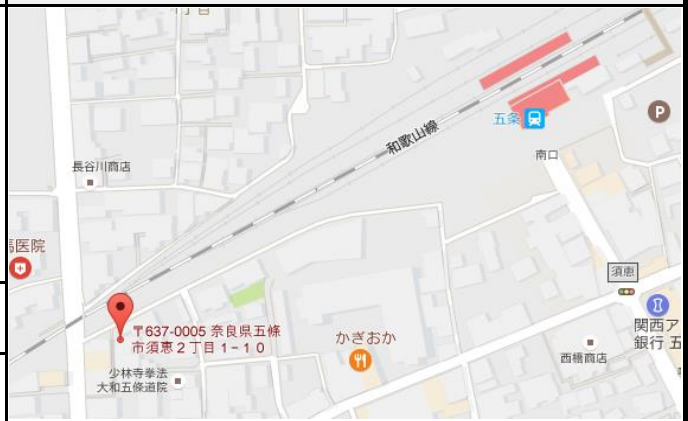 丁目
五条
和歌山線
P
南口
長谷川商店
医院
須恵
関西ア
銀行 五
〒637-0005 奈良県五條
市須恵2丁目1-10
かぎおか
西橋商店
少林寺拳法
大和五條道院